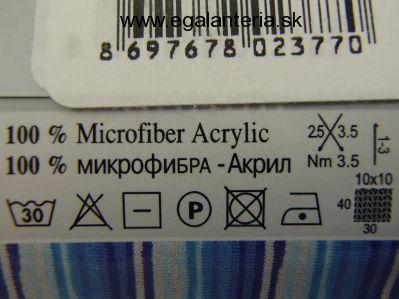 www.egalanteria.sk
8 697678 023770
100 % Microfiber Acrylic
2.5 3.5
1-3
100 % микрофиБРА - Акрил
Nm 3.5
10x10
30
P
40
30